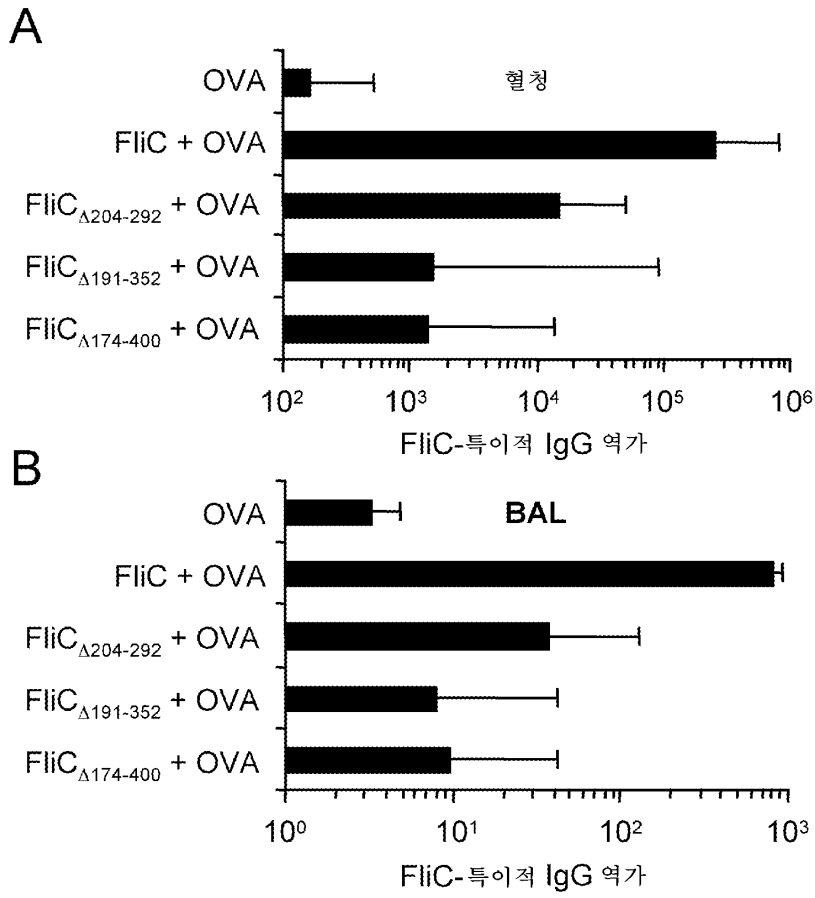 A
OVA
혈청
FliC + OVA
FliCΔ204-292 + OVA
FliCΔ191-352 + OVA
FliCΔ174-400 + OVA
10² 10³ 10⁴ 10⁵ 10⁶
FliC-특이적 IgG 역가
B
OVA
BAL
FliC + OVA
FliCΔ204-292 + OVA
FliCΔ191-352 + OVA
FliCΔ174-400 + OVA
10⁰ 10¹ 10² 10³
FliC-특이적 IgG 역가